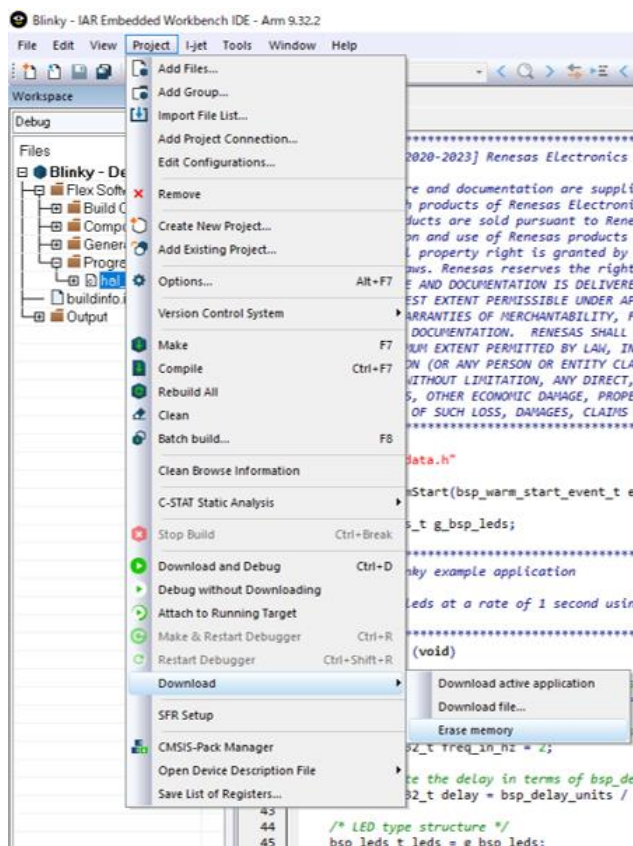 Blinky - IAR Embedded Workbench IDE - Arm 9.32.2
File Edit View Project I-jet Tools Window Help
Workspace
Debug
Files
Blinky - De
Flex Softw
Build C
Compo
Genera
Progra
hal_
buildinfo.i
Output
Add Files...
Add Group...
Import File List...
Add Project Connection...
Edit Configurations...
Remove
Create New Project...
Add Existing Project...
Options... Alt+F7
Version Control System
Make F7
Compile Ctrl+F7
Rebuild All
Clean
Batch build... F8
Clean Browse Information
C-STAT Static Analysis
Stop Build Ctrl+Break
Download and Debug Ctrl+D
Debug without Downloading
Attach to Running Target
Make & Restart Debugger Ctrl+R
Restart Debugger Ctrl+Shift+R
Download
SFR Setup
CMSIS-Pack Manager
Open Device Description File
Save List of Registers...
Download active application
Download file...
Erase memory
2020-2023] Renesas Electronics
re and documentation are suppli
h products of Renesas Electroni
ducts are sold pursuant to Rene
on and use of Renesas products
l property right is granted by
aws. Renesas reserves the right
E AND DOCUMENTATION IS DELIVERE
EST EXTENT PERMISSIBLE UNDER AP
ARRANTIES OF MERCHANTABILITY, F
DOCUMENTATION. RENESAS SHALL
MUM EXTENT PERMITTED BY LAW, IN
ON (OR ANY PERSON OR ENTITY CLA
WITHOUT LIMITATION, ANY DIRECT,
S, OTHER ECONOMIC DAMAGE, PROPE
OF SUCH LOSS, DAMAGES, CLAIMS
data.h"
mStart(bsp_warm_start_event_t e
s_t g_bsp_leds;
nky example application
leds at a rate of 1 second usin
(void)
32_t freq_in_hz = 2;
te the delay in terms of bsp_de
32_t delay = bsp_delay_units /
43
44 /* LED type structure */
45 bsp_leds_t leds = g_bsp_leds;